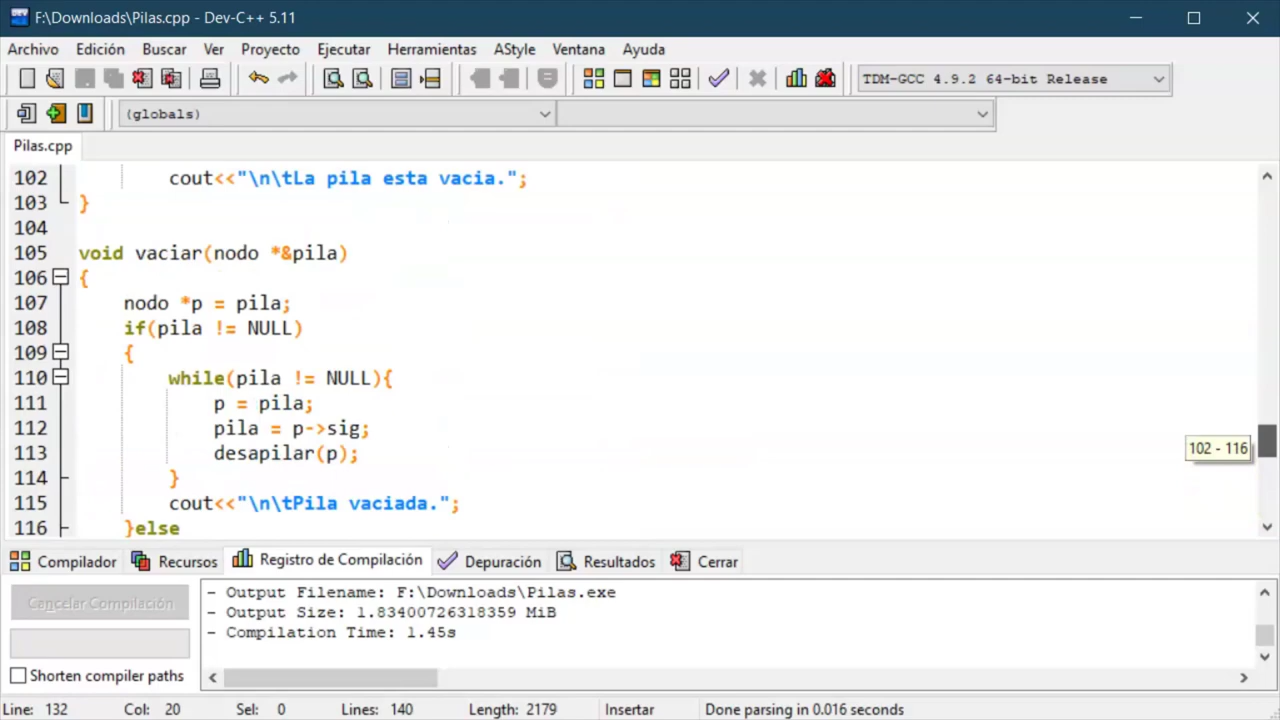 F:\Downloads\Pilas.cpp - Dev-C++ 5.11
Archivo Edición Buscar Ver Proyecto Ejecutar Herramientas AStyle Ventana Ayuda
TDM-GCC 4.9.2 64-bit Release
(globals)
Pilas.cpp
102 cout<<"\n\tLa pila esta vacia.";
103 }
104
105 void vaciar(nodo *&pila)
106 {
107 nodo *p = pila;
108 if(pila != NULL)
109 {
110 while(pila != NULL){
111 p = pila;
112 pila = p->sig;
113 desapilar(p);
114 }
115 cout<<"\n\tPila vaciada.";
116 }else
102 - 116
Compilador Recursos Registro de Compilación Depuración Resultados Cerrar
Cancelar Compilación
Shorten compiler paths
- Output Filename: F:\Downloads\Pilas.exe
- Output Size: 1.83400726318359 MiB
- Compilation Time: 1.45s
Line: 132 Col: 20 Sel: 0 Lines: 140 Length: 2179 Insertar Done parsing in 0.016 seconds